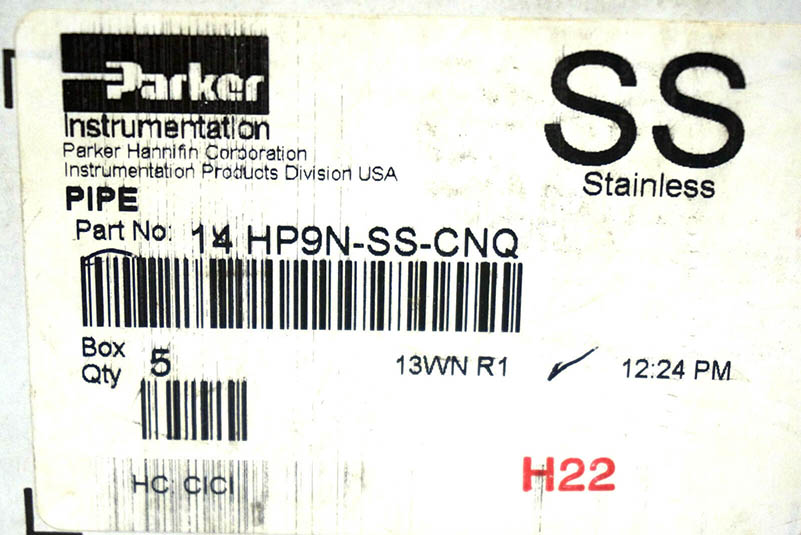 Parker
SS
Instrumentation
Parker Hannifin Corporation
Instrumentation Products Division USA
Stainless
PIPE
Part No: 14 HP9N-SS-CNQ
Box Qty 5
13WN R1
12:24 PM
HC: CICI
H22